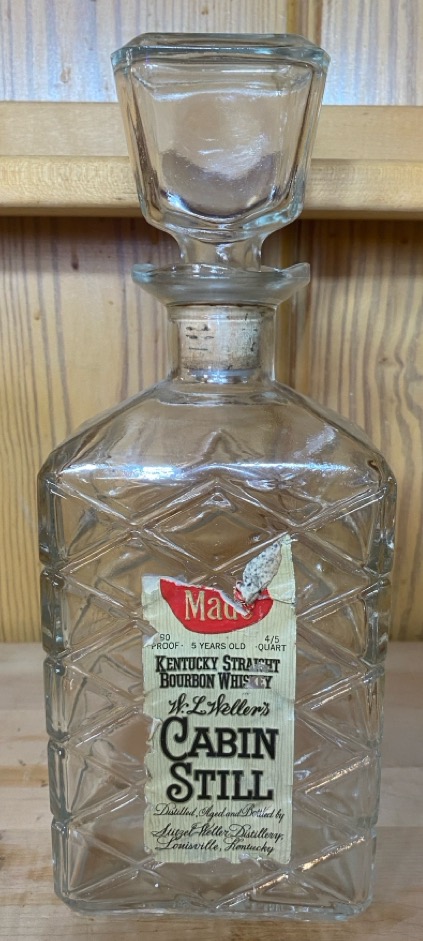 Made
90 PROOF · 5 YEARS OLD · 4/5 QUART
KENTUCKY STRAIGHT
BOURBON WHISKEY
W. L. Weller's
CABIN
STILL
Distilled, Aged and Bottled by
Stitzel-Weller Distillery,
Louisville, Kentucky